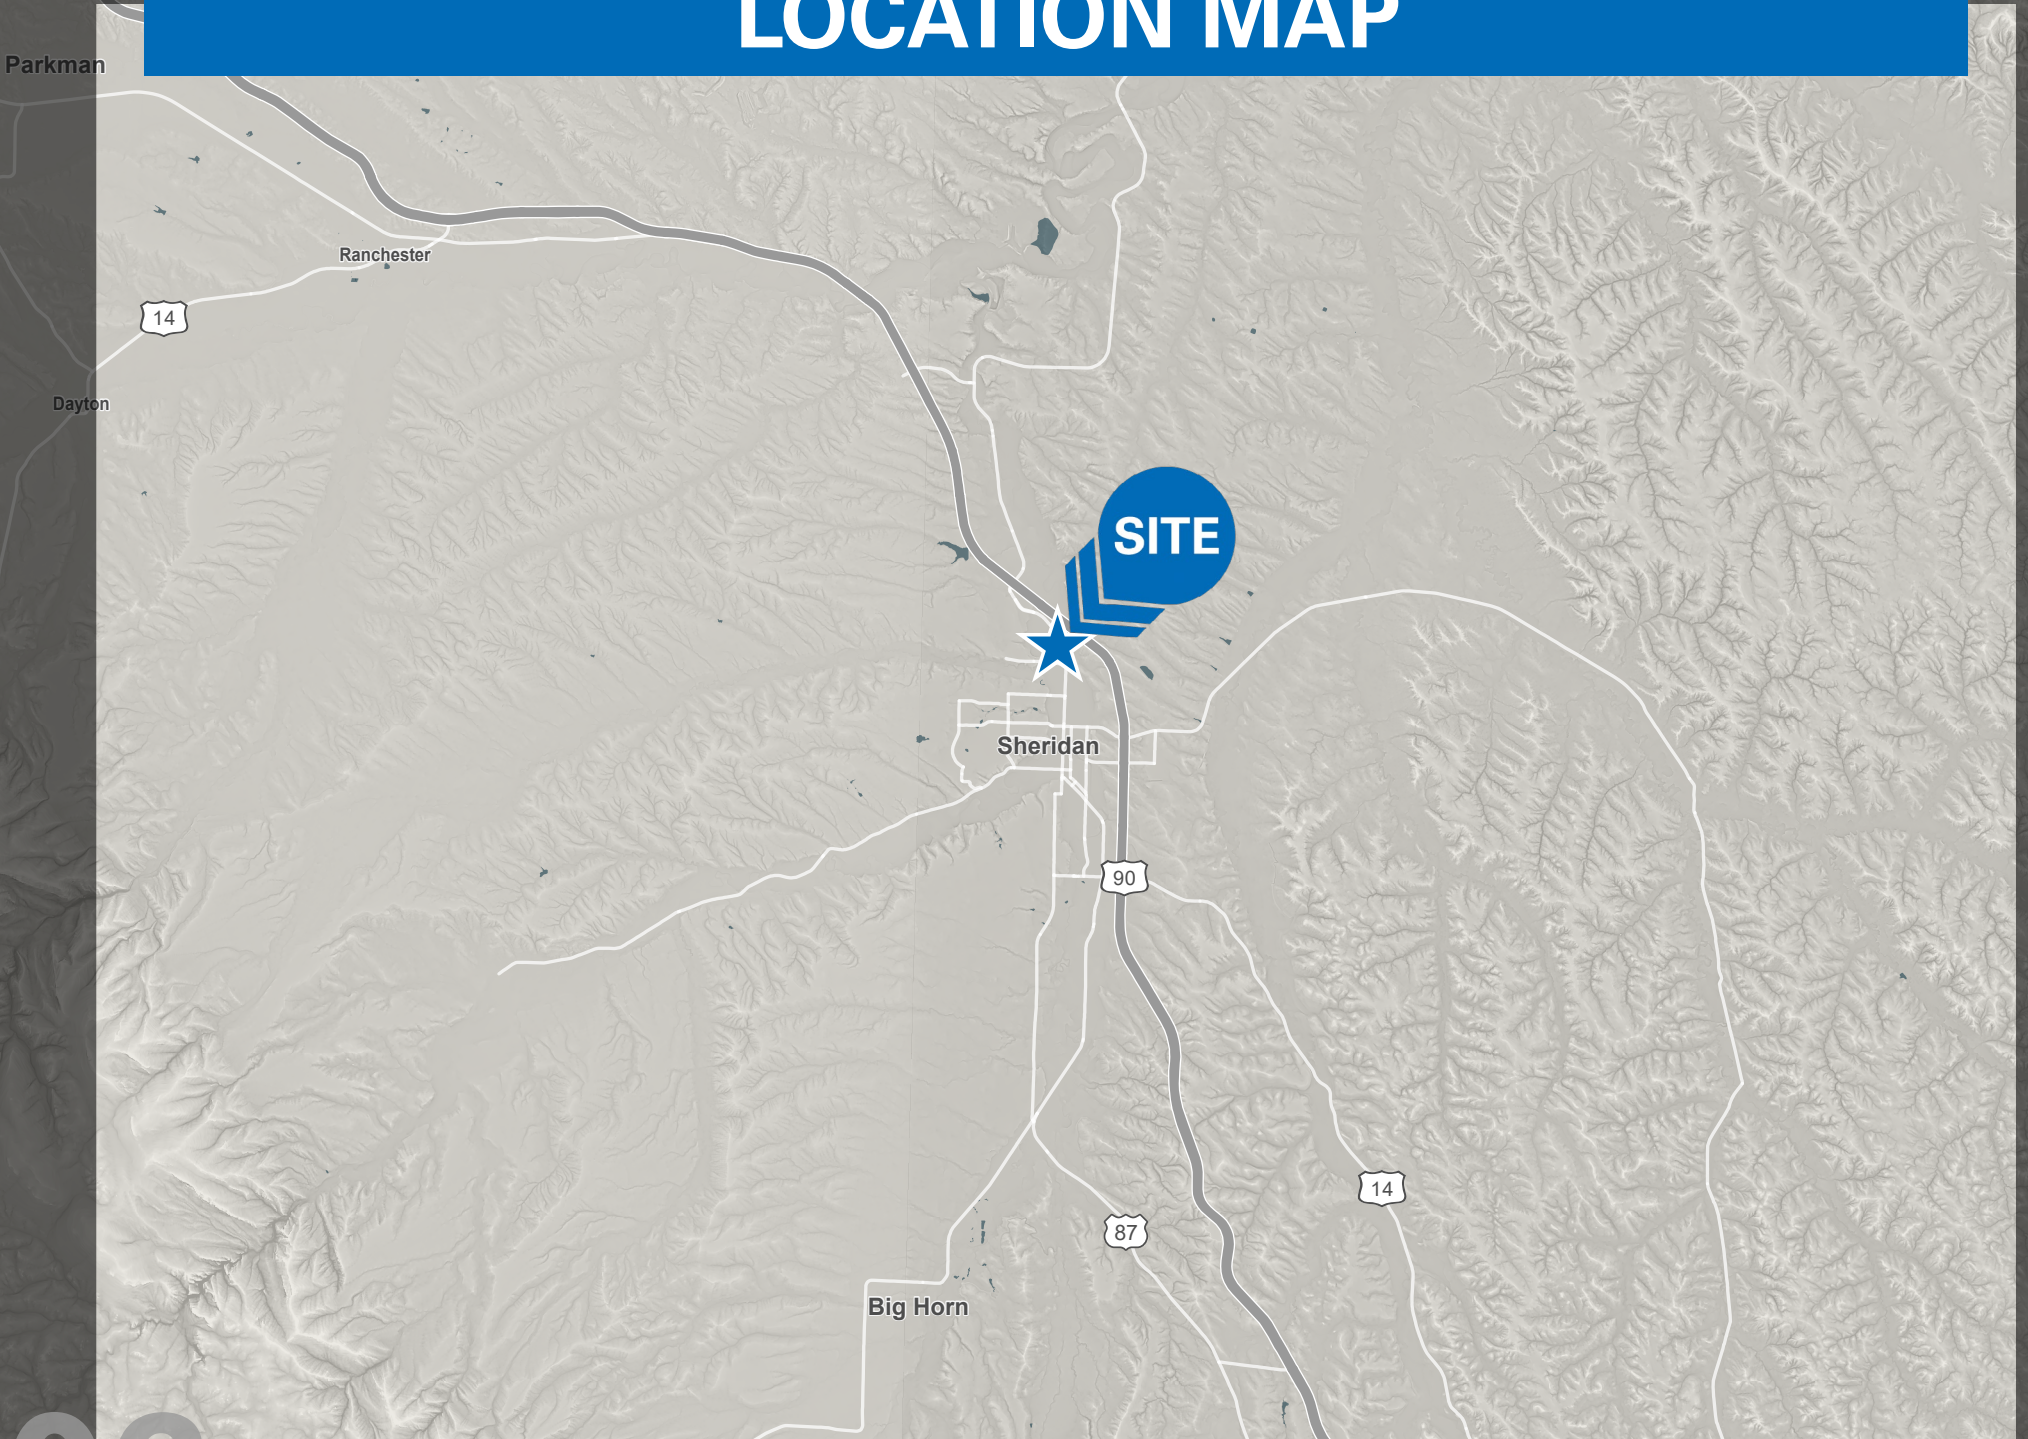 LOCATION MAP
Parkman
Ranchester
14
Dayton
SITE
Sheridan
90
14
87
Big Horn